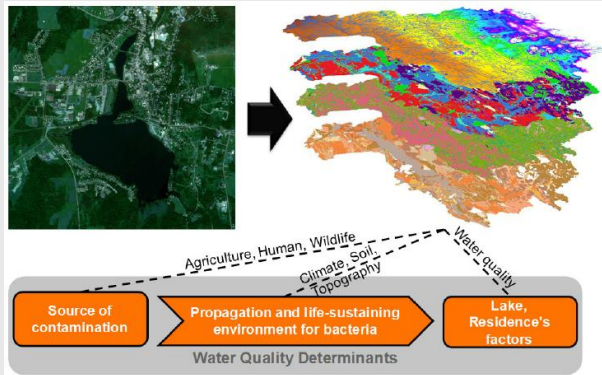 Agriculture, Human, Wildlife
Climate, Soil,
Topography
Water quality
Source of
contamination
Propagation and life-sustaining
environment for bacteria
Lake,
Residence's
factors
Water Quality Determinants